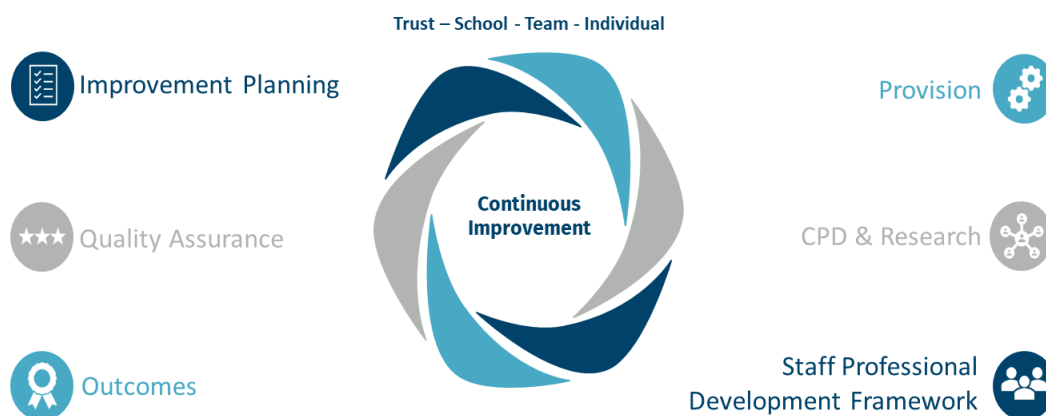 Trust – School - Team - Individual
Improvement Planning
Provision
Continuous
Improvement
Quality Assurance
CPD & Research
Outcomes
Staff Professional
Development Framework